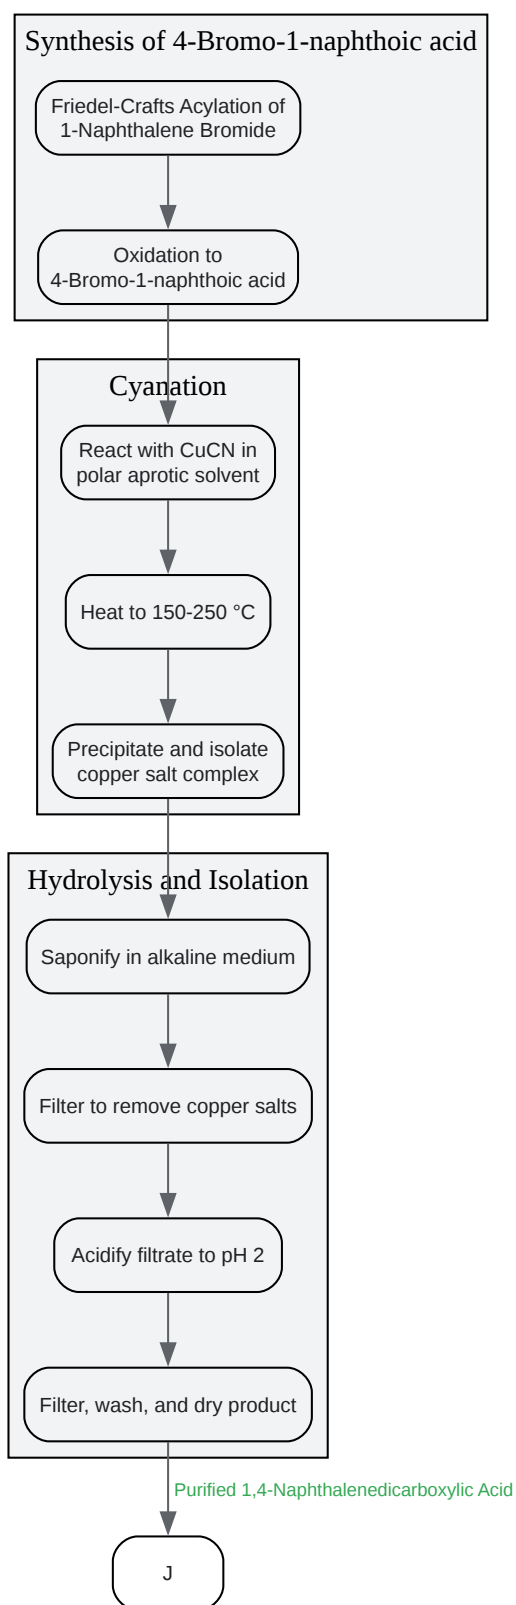 Synthesis of 4-Bromo-1-naphthoic acid
Friedel-Crafts Acylation of
1-Naphthalene Bromide
Oxidation to
4-Bromo-1-naphthoic acid
Cyanation
React with CuCN in
polar aprotic solvent
Heat to 150-250 °C
Precipitate and isolate
copper salt complex
Hydrolysis and Isolation
Saponify in alkaline medium
Filter to remove copper salts
Acidify filtrate to pH 2
Filter, wash, and dry product
Purified 1,4-Naphthalenedicarboxylic Acid
J